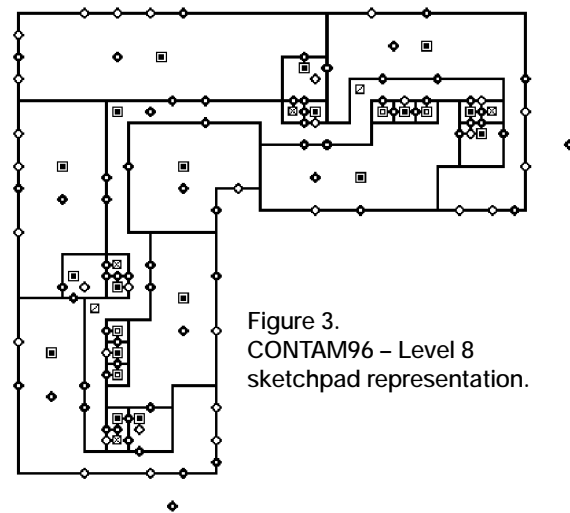 Figure 3.
CONTAM96 – Level 8
sketchpad representation.